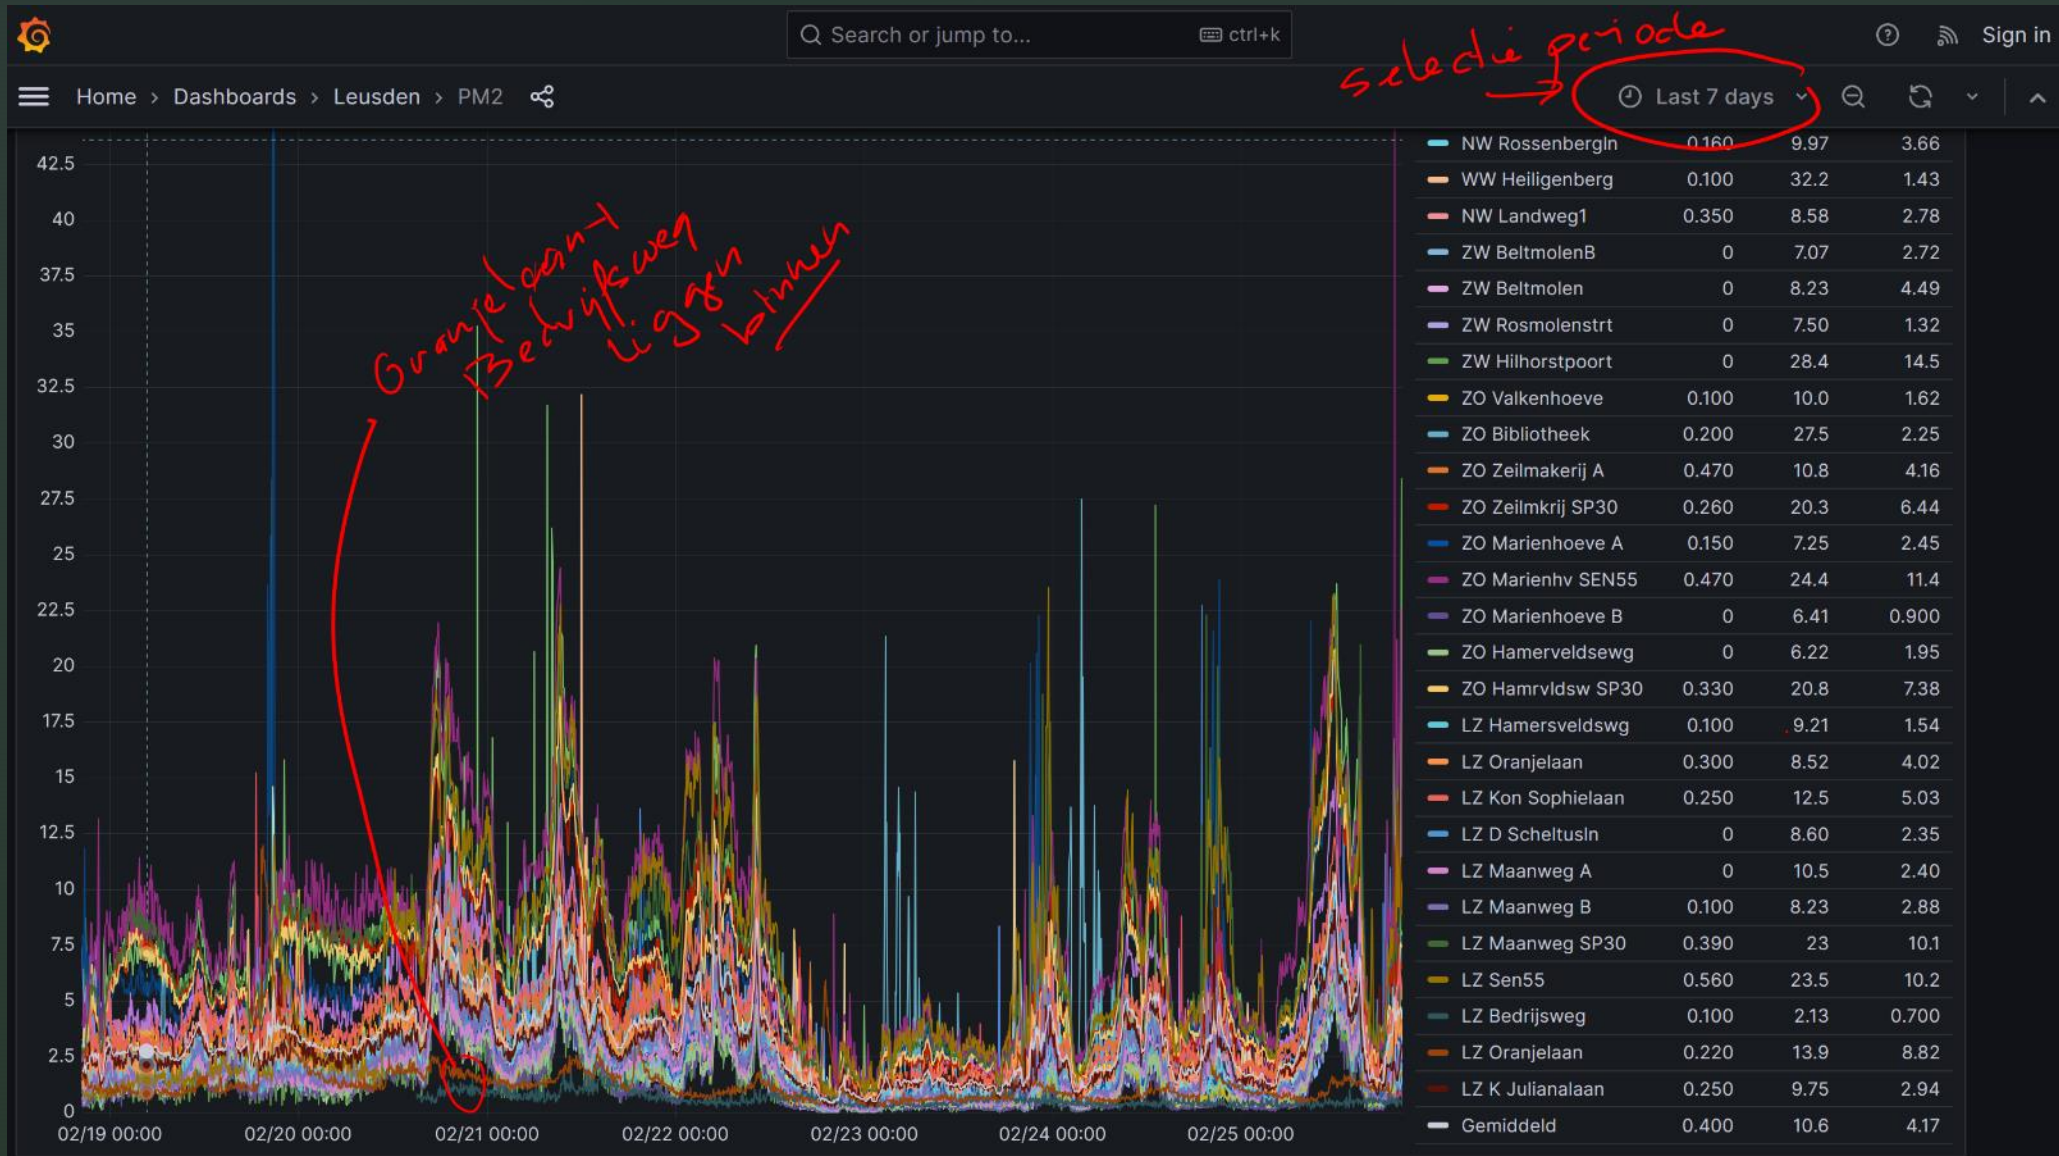 Search or jump to... ctrl+k
Sign in
Home › Dashboards › Leusden › PM2
Last 7 days
selectie periode
Oranjelaan +
Bedrijfsweg
liggen
binnen
42.5
40
37.5
35
32.5
30
27.5
25
22.5
20
17.5
15
12.5
10
7.5
5
2.5
0
02/19 00:00 02/20 00:00 02/21 00:00 02/22 00:00 02/23 00:00 02/24 00:00 02/25 00:00
NW Rossenbergln 0.160 9.97 3.66
WW Heiligenberg 0.100 32.2 1.43
NW Landweg1 0.350 8.58 2.78
ZW BeltmolenB 0 7.07 2.72
ZW Beltmolen 0 8.23 4.49
ZW Rosmolenstrt 0 7.50 1.32
ZW Hilhorstpoort 0 28.4 14.5
ZO Valkenhoeve 0.100 10.0 1.62
ZO Bibliotheek 0.200 27.5 2.25
ZO Zeilmakerij A 0.470 10.8 4.16
ZO Zeilmkrij SP30 0.260 20.3 6.44
ZO Marienhoeve A 0.150 7.25 2.45
ZO Marienhv SEN55 0.470 24.4 11.4
ZO Marienhoeve B 0 6.41 0.900
ZO Hamerveldsewg 0 6.22 1.95
ZO Hamrvldsw SP30 0.330 20.8 7.38
LZ Hamersveldswg 0.100 9.21 1.54
LZ Oranjelaan 0.300 8.52 4.02
LZ Kon Sophielaan 0.250 12.5 5.03
LZ D Scheltusln 0 8.60 2.35
LZ Maanweg A 0 10.5 2.40
LZ Maanweg B 0.100 8.23 2.88
LZ Maanweg SP30 0.390 23 10.1
LZ Sen55 0.560 23.5 10.2
LZ Bedrijsweg 0.100 2.13 0.700
LZ Oranjelaan 0.220 13.9 8.82
LZ K Julianalaan 0.250 9.75 2.94
Gemiddeld 0.400 10.6 4.17